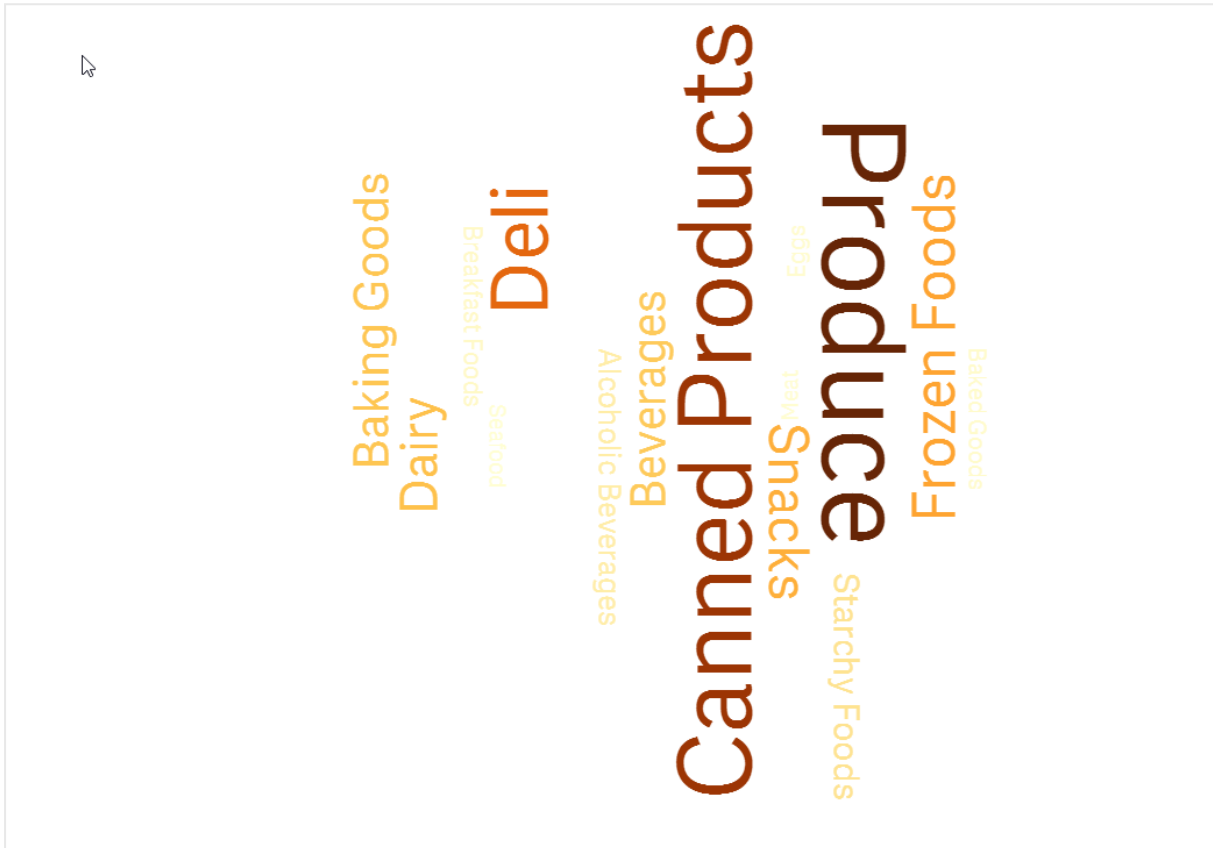 Baking Goods
Dairy
Breakfast Foods
Seafood
Deli
Alcoholic Beverages
Beverages
Canned Products
Snacks
Meat
Eggs
Produce
Starchy Foods
Frozen Foods
Baked Goods